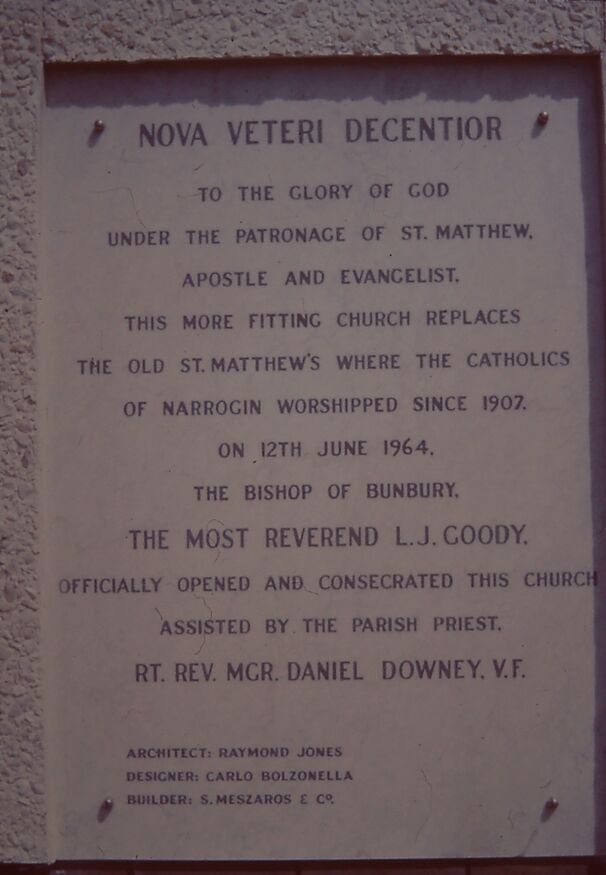 NOVA VETERI DECENTIOR
TO THE GLORY OF GOD
UNDER THE PATRONAGE OF ST. MATTHEW,
APOSTLE AND EVANGELIST.
THIS MORE FITTING CHURCH REPLACES
THE OLD ST. MATTHEW'S WHERE THE CATHOLICS
OF NARROGIN WORSHIPPED SINCE 1907.
ON 12TH JUNE 1964,
THE BISHOP OF BUNBURY,
THE MOST REVEREND L.J. GOODY,
OFFICIALLY OPENED AND CONSECRATED THIS CHURCH
ASSISTED BY THE PARISH PRIEST,
RT. REV. MGR. DANIEL DOWNEY, V.F.
ARCHITECT: RAYMOND JONES
DESIGNER: CARLO BOLZONELLA
BUILDER: S. MESZAROS & CO.